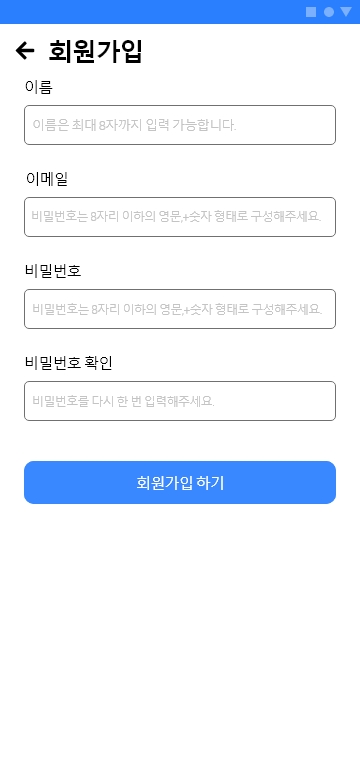 회원가입
이름
이름은 최대 8자까지 입력 가능합니다.
이메일
비밀번호는 8자리 이하의 영문,+숫자 형태로 구성해주세요.
비밀번호
비밀번호는 8자리 이하의 영문,+숫자 형태로 구성해주세요.
비밀번호 확인
비밀번호를 다시 한 번 입력해주세요.
회원가입 하기